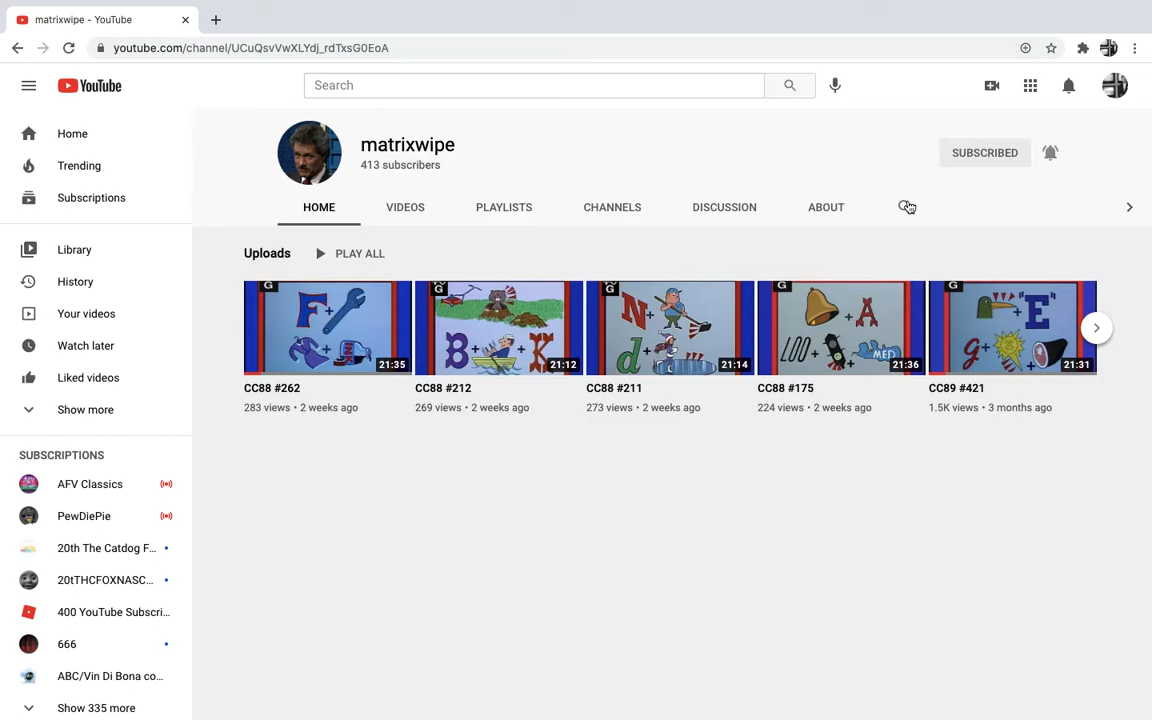 matrixwipe - YouTube
youtube.com/channel/UCuQsvVwXLYdj_rdTxsG0EoA
YouTube
Search
Home
Trending
Subscriptions
Library
History
Your videos
Watch later
Liked videos
Show more
SUBSCRIPTIONS
AFV Classics
PewDiePie
20th The Catdog F...
20tTHCFOXNASC...
400 YouTube Subscri...
666
ABC/Vin Di Bona co...
Show 335 more
matrixwipe
413 subscribers
SUBSCRIBED
HOME VIDEOS PLAYLISTS CHANNELS DISCUSSION ABOUT
Uploads PLAY ALL
G F+ N+ 21:35
G B+ +K 21:12
G N+ d+ 21:14
G +A LOO+ + MED 21:36
G + "E" g+ + 21:31
CC88 #262
283 views • 2 weeks ago
CC88 #212
269 views • 2 weeks ago
CC88 #211
273 views • 2 weeks ago
CC88 #175
224 views • 2 weeks ago
CC89 #421
1.5K views • 3 months ago